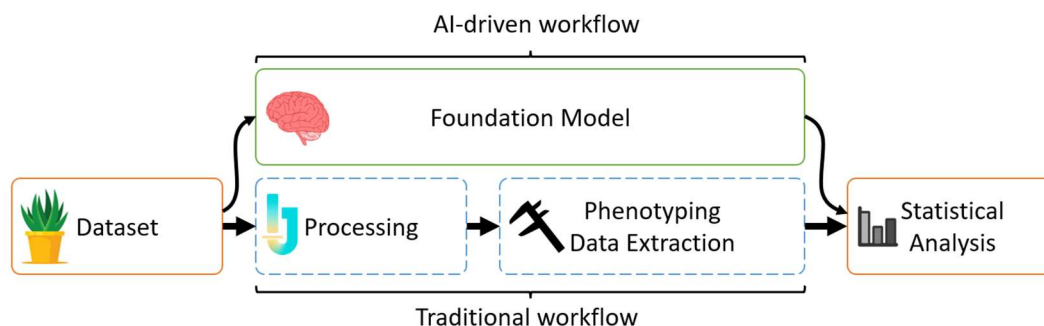 AI-driven workflow
Foundation Model
Dataset
Processing
Phenotyping
Data Extraction
Statistical
Analysis
Traditional workflow